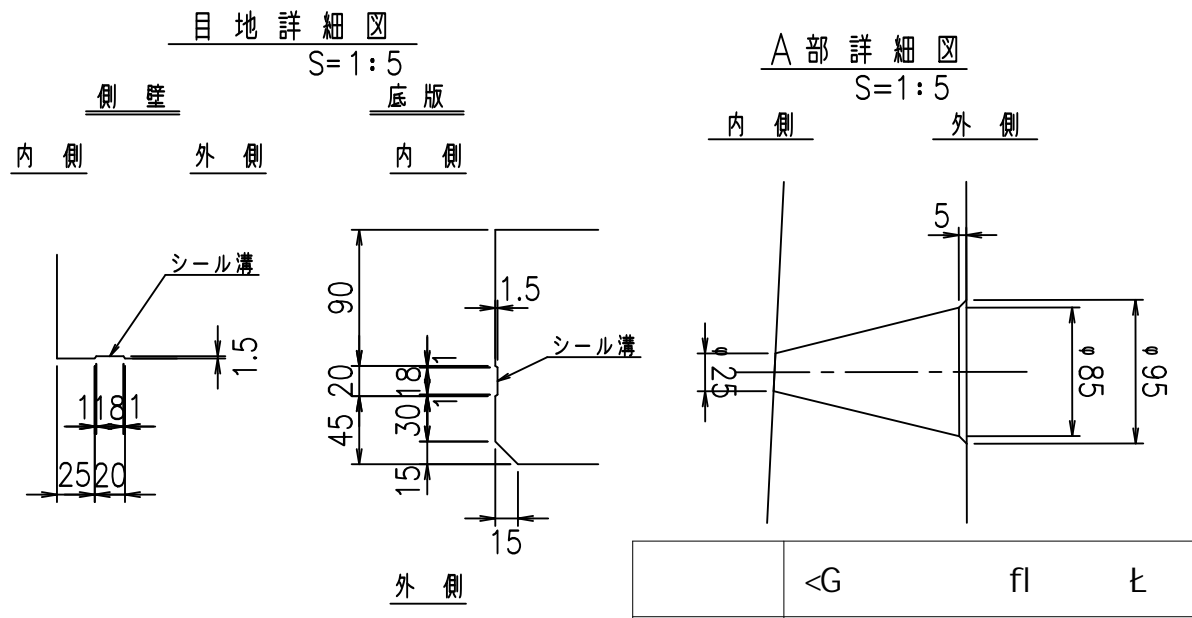 目地詳細図
S=1:5
側壁
内側 外側
シール溝
1.5
1 18 1
25 20
底版
内側
90
1.5
シール溝
20
1
18
1
45
30
15
15
外側
A部詳細図
S=1:5
内側 外側
5
φ25
φ85
φ95
<G fl Ł